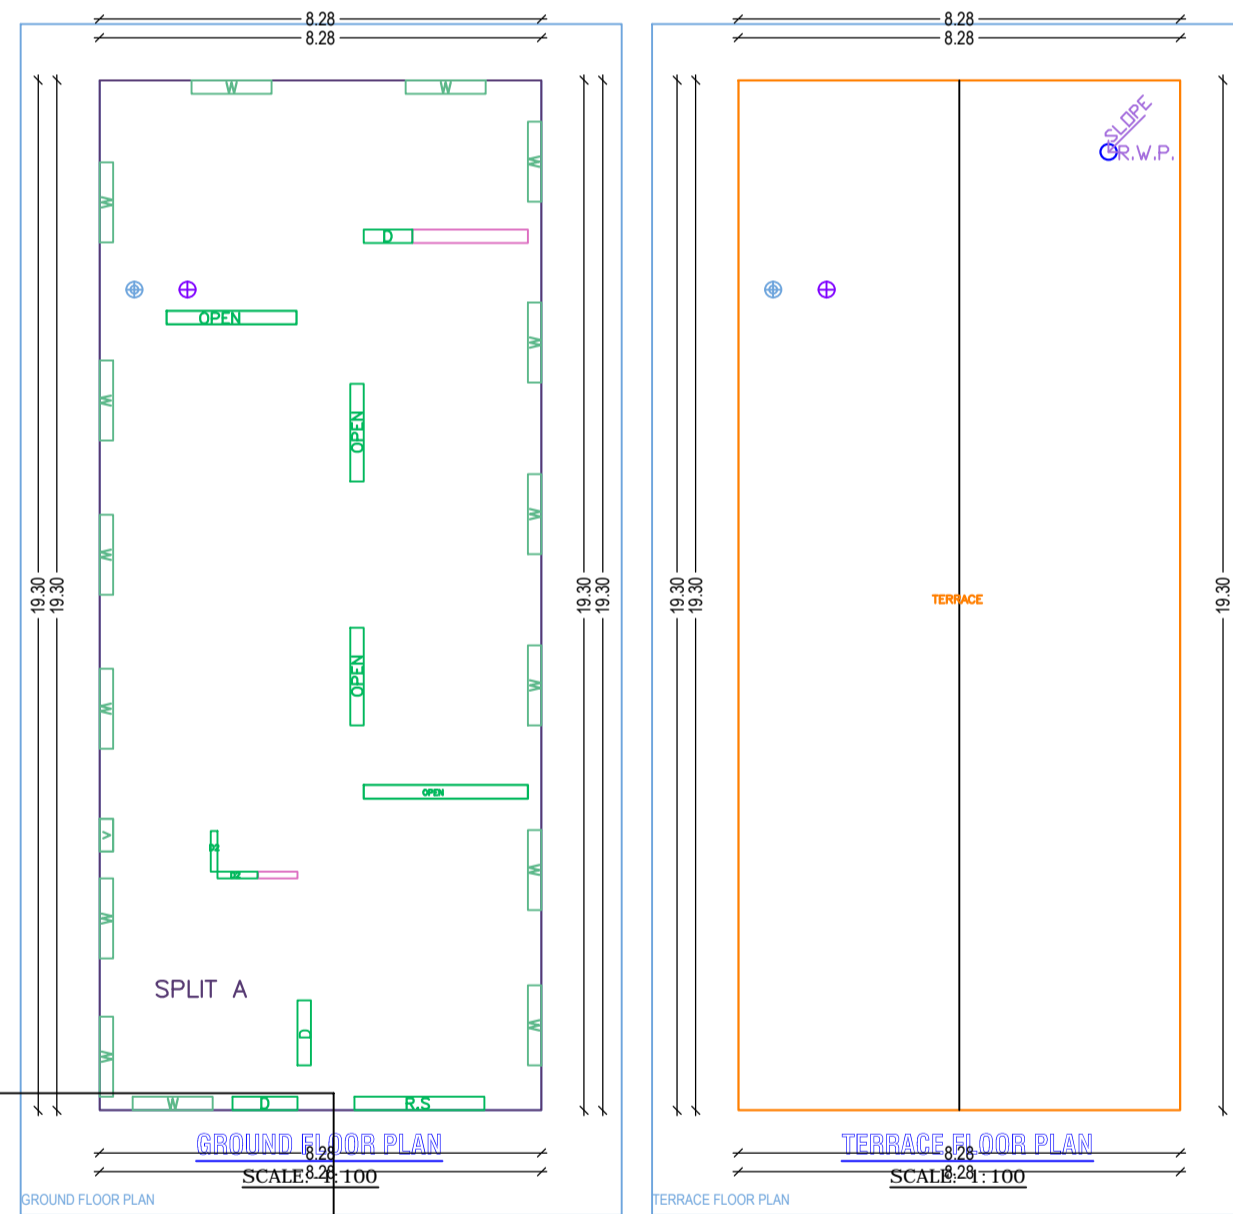 8.28
8.28
8.28
8.28
W
W
W
W
D
OPEN
W
W
OPEN
W
W
19.30
19.30
19.30
19.30
OPEN
W
W
OPEN
V
D2
D2
W
W
SPLIT A
W
W
D
W
D
R.S
GROUND FLOOR PLAN
8.28
SCALE: 1:100
8.28
GROUND FLOOR PLAN
SLOPE
R.W.P.
19.30
19.30
TERRACE
19.30
TERRACE FLOOR PLAN
8.28
SCALE: 1:100
8.28
TERRACE FLOOR PLAN